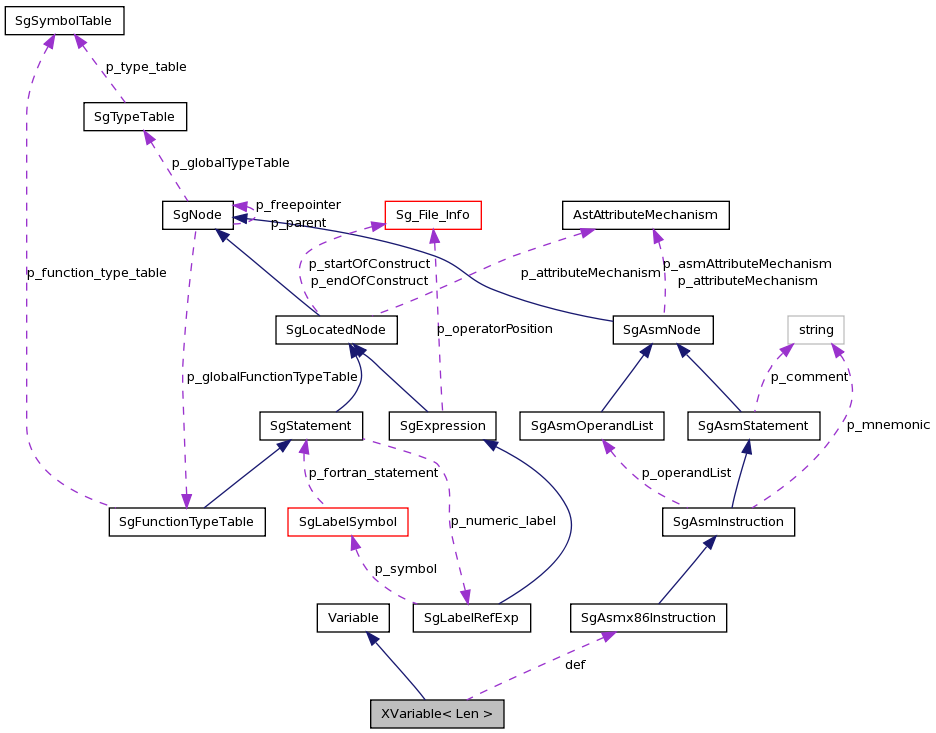 SgSymbolTable
p_type_table
SgTypeTable
p_globalTypeTable
SgNode
p_freepointer
p_parent
Sg_File_Info
AstAttributeMechanism
p_function_type_table
p_startOfConstruct
p_endOfConstruct
p_attributeMechanism
p_asmAttributeMechanism
p_attributeMechanism
SgLocatedNode
p_operatorPosition
SgAsmNode
string
p_globalFunctionTypeTable
p_comment
SgStatement
SgExpression
SgAsmOperandList
SgAsmStatement
p_mnemonic
p_fortran_statement
p_operandList
SgFunctionTypeTable
SgLabelSymbol
p_numeric_label
SgAsmInstruction
p_symbol
Variable
SgLabelRefExp
SgAsmx86Instruction
def
XVariable< Len >